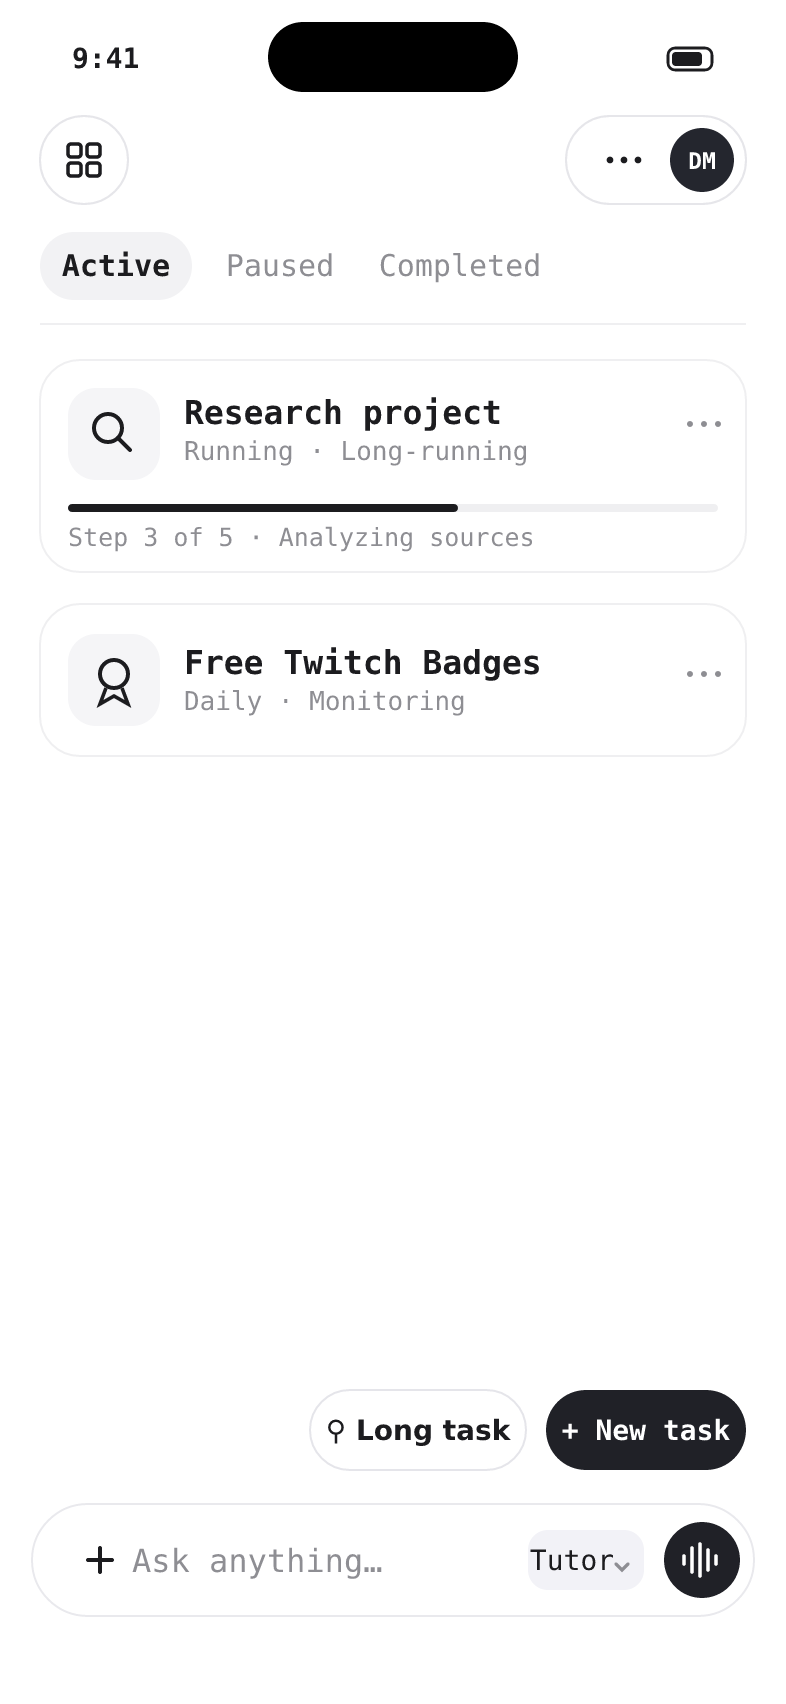 9:41
DM
Active Paused Completed
Research project
Running · Long-running
Step 3 of 5 · Analyzing sources
Free Twitch Badges
Daily · Monitoring
Long task
+ New task
Ask anything…
Tutor